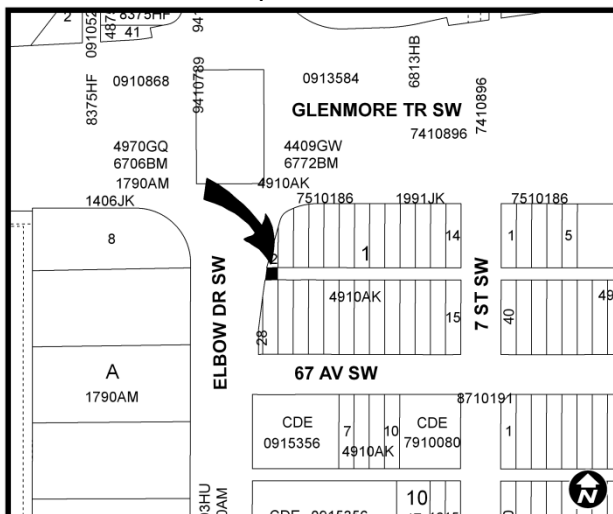 2
8375HF
41
0910868
9410789
0913584
6813HB
8375HF
GLENMORE TR SW
7410896
7410896
4970GQ
4409GW
6706BM
6772BM
1790AM
4910AK
1406JK
7510186
1991JK
7510186
8
2
1
14
1
5
ELBOW DR SW
4910AK
7 ST SW
28
15
40
A
67 AV SW
1790AM
8710191
CDE
0915356
7
10
4910AK
CDE
7910080
1
10
N